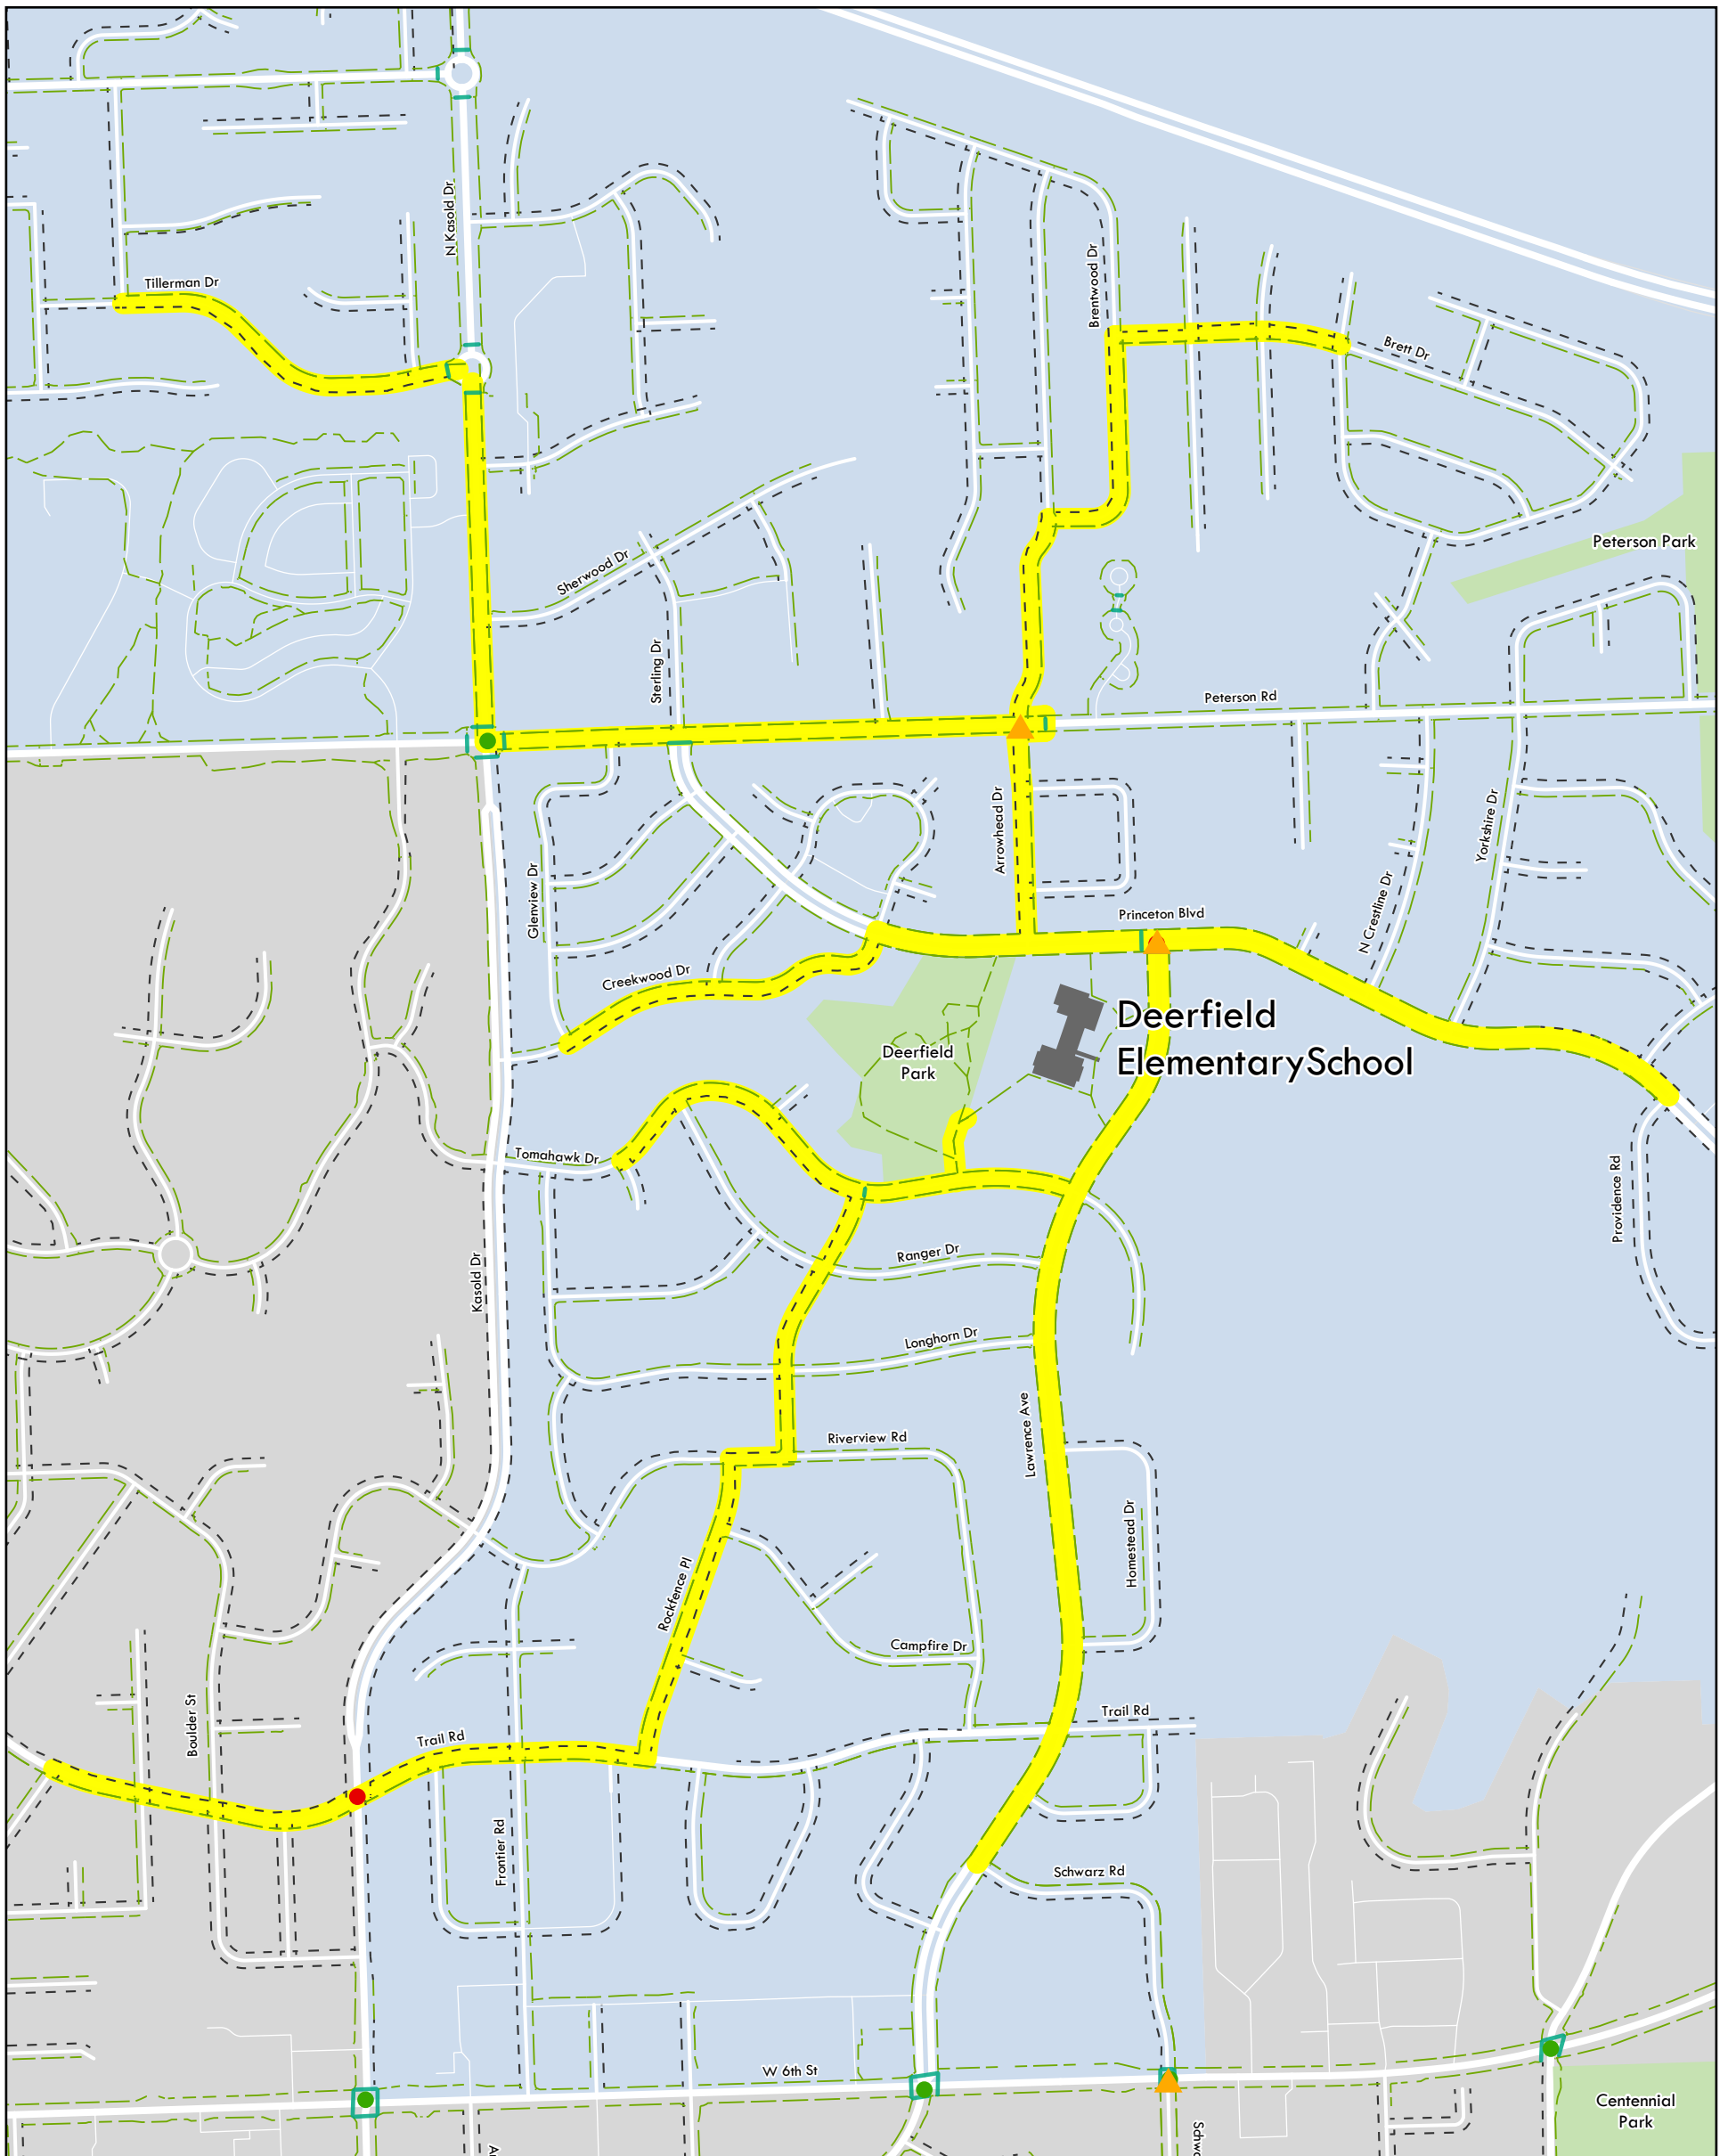 N Kasold Dr
Tillerman Dr
Brentwood Dr
Brett Dr
Peterson Park
Sherwood Dr
Sterling Dr
Peterson Rd
Arrowhead Dr
Yorkshire Dr
Glenview Dr
N Crestline Dr
Princeton Blvd
Creekwood Dr
Deerfield
ElementarySchool
Deerfield
Park
Tomahawk Dr
Providence Rd
Kasold Dr
Ranger Dr
Longhorn Dr
Lawrence Ave
Riverview Rd
Homestead Dr
Rockfence Pl
Campfire Dr
Boulder St
Trail Rd
Trail Rd
Frontier Rd
Schwarz Rd
W 6th St
Centennial
Park